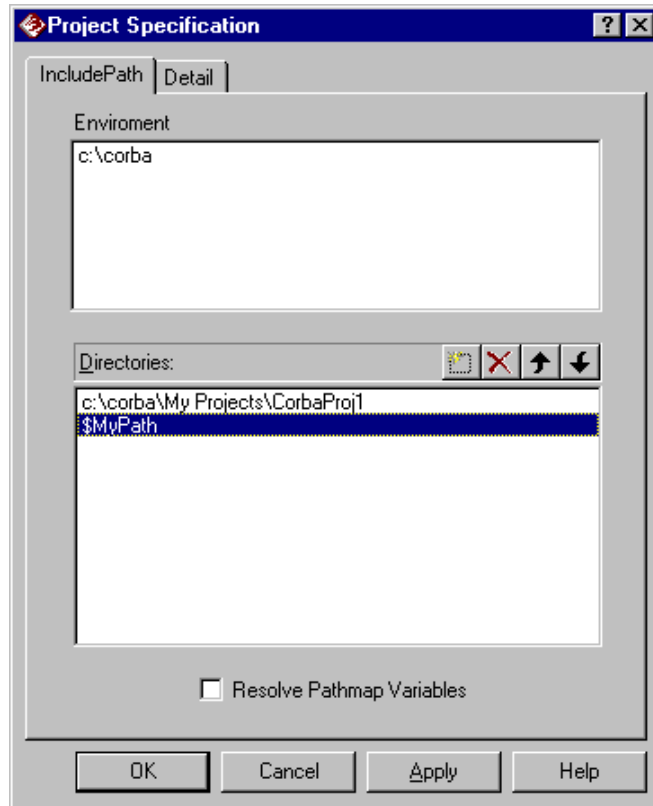 Project Specification
IncludePath Detail
Enviroment
c:\corba
Directories:
c:\corba\My Projects\CorbaProj1
$MyPath
Resolve Pathmap Variables
OK Cancel Apply Help